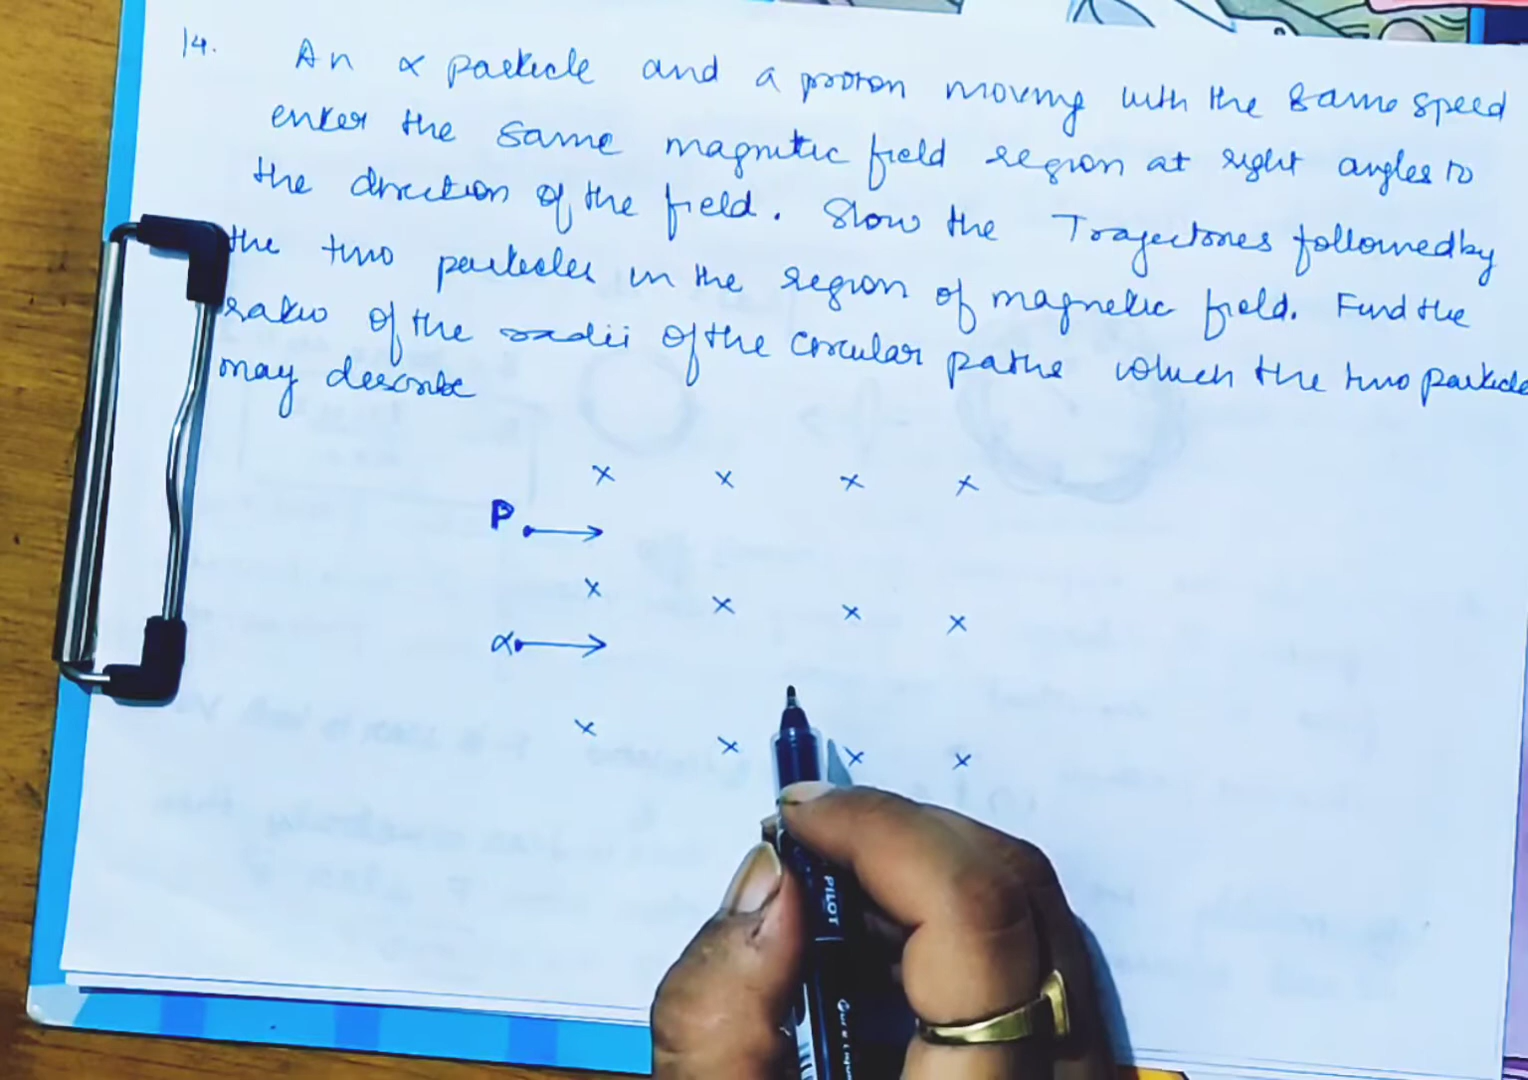 14. An α particle and a proton moving with the same speed
enter the same magnetic field region at right angles to
the direction of the field. Show the Trajectories followed by
the two particles in the region of magnetic field. Find the
ratio of the radii of the circular paths which the two particle
may describe
x x x x
P
x x x x
α
x x x x
PILOT